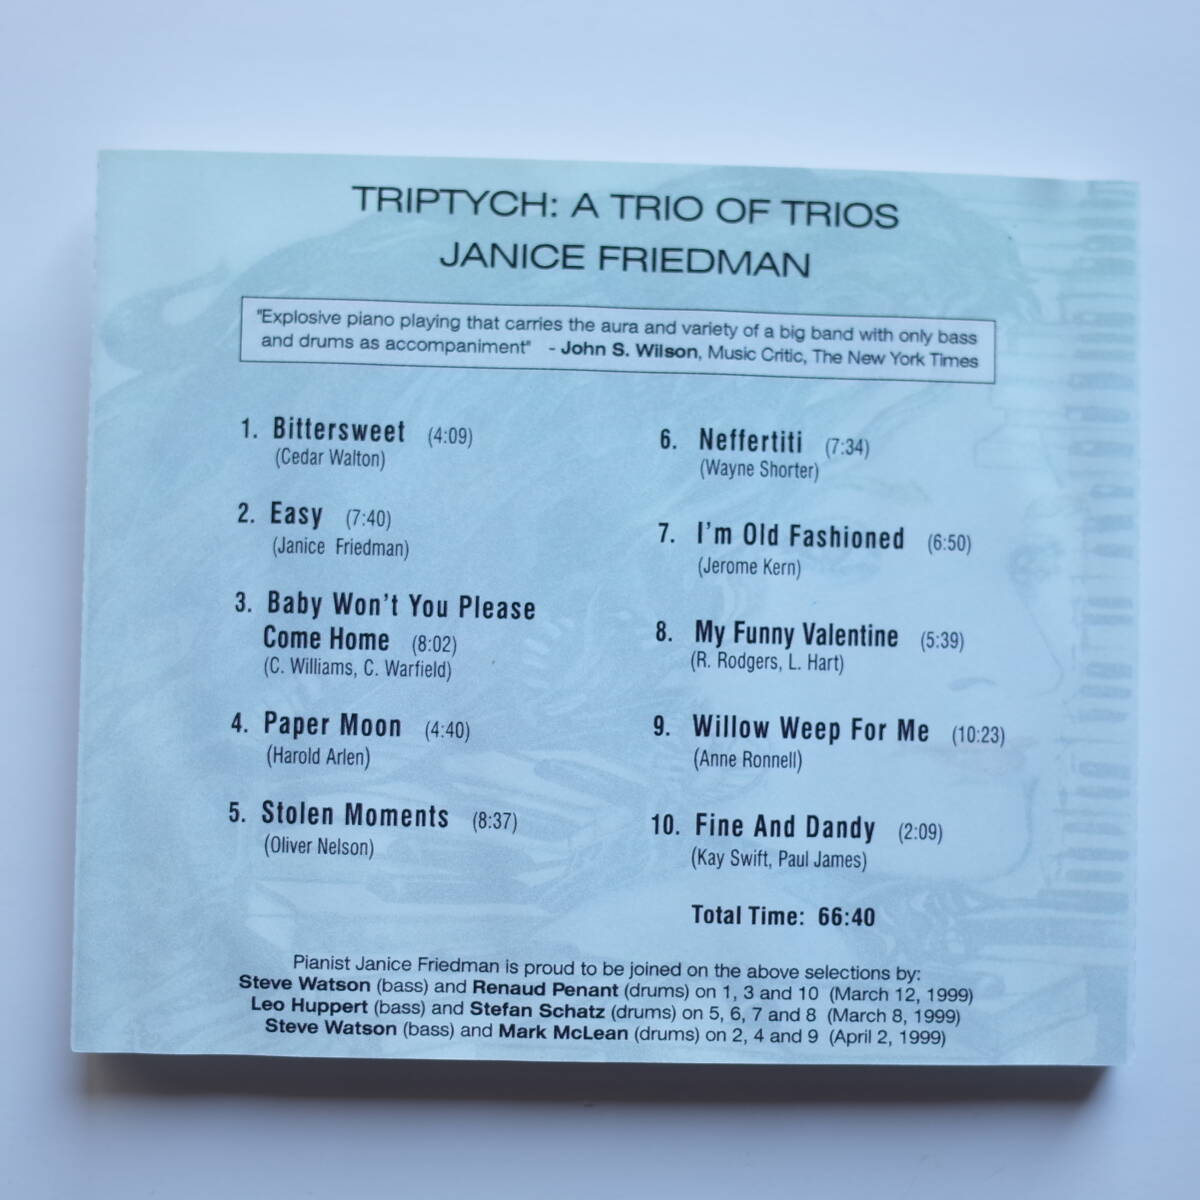 TRIPTYCH: A TRIO OF TRIOS
JANICE FRIEDMAN
"Explosive piano playing that carries the aura and variety of a big band with only bass
and drums as accompaniment" - John S. Wilson, Music Critic, The New York Times
1. Bittersweet (4:09)
(Cedar Walton)
2. Easy (7:40)
(Janice Friedman)
3. Baby Won't You Please
Come Home (8:02)
(C. Williams, C. Warfield)
4. Paper Moon (4:40)
(Harold Arlen)
5. Stolen Moments (8:37)
(Oliver Nelson)
6. Neffertiti (7:34)
(Wayne Shorter)
7. I'm Old Fashioned (6:50)
(Jerome Kern)
8. My Funny Valentine (5:39)
(R. Rodgers, L. Hart)
9. Willow Weep For Me (10:23)
(Anne Ronnell)
10. Fine And Dandy (2:09)
(Kay Swift, Paul James)
Total Time: 66:40
Pianist Janice Friedman is proud to be joined on the above selections by:
Steve Watson (bass) and Renaud Penant (drums) on 1, 3 and 10 (March 12, 1999)
Leo Huppert (bass) and Stefan Schatz (drums) on 5, 6, 7 and 8 (March 8, 1999)
Steve Watson (bass) and Mark McLean (drums) on 2, 4 and 9 (April 2, 1999)